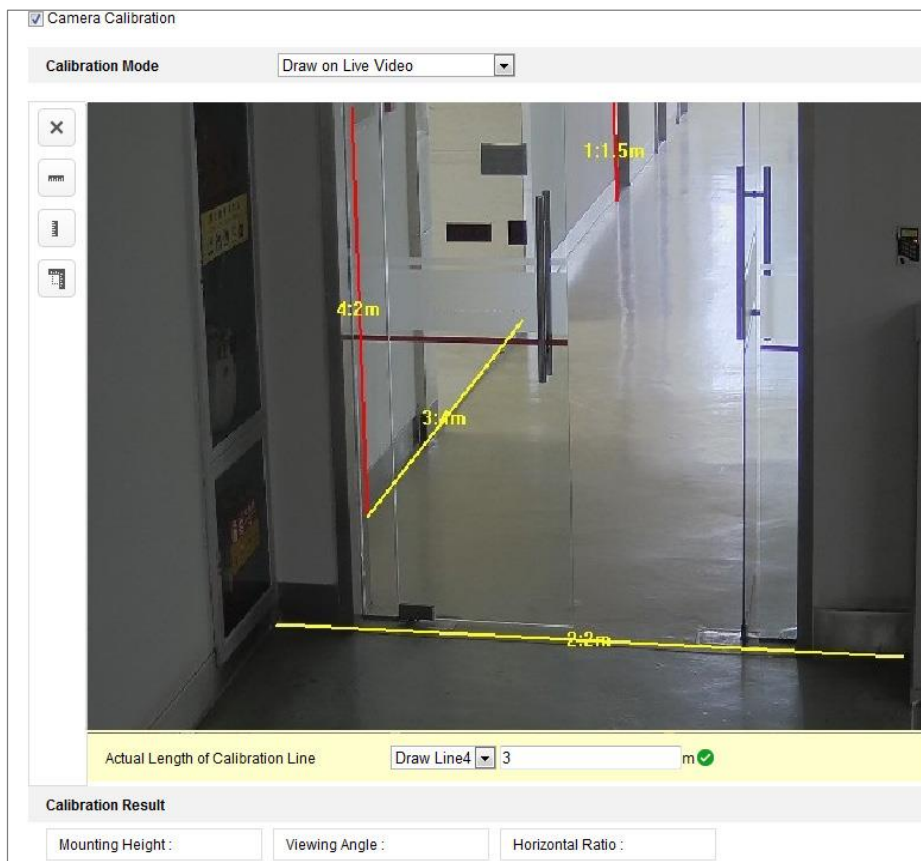 Camera Calibration
Calibration Mode
Draw on Live Video
1:1.5m
4:2m
3:4m
2:2m
Actual Length of Calibration Line
Draw Line4
3
m
Calibration Result
Mounting Height :
Viewing Angle :
Horizontal Ratio :